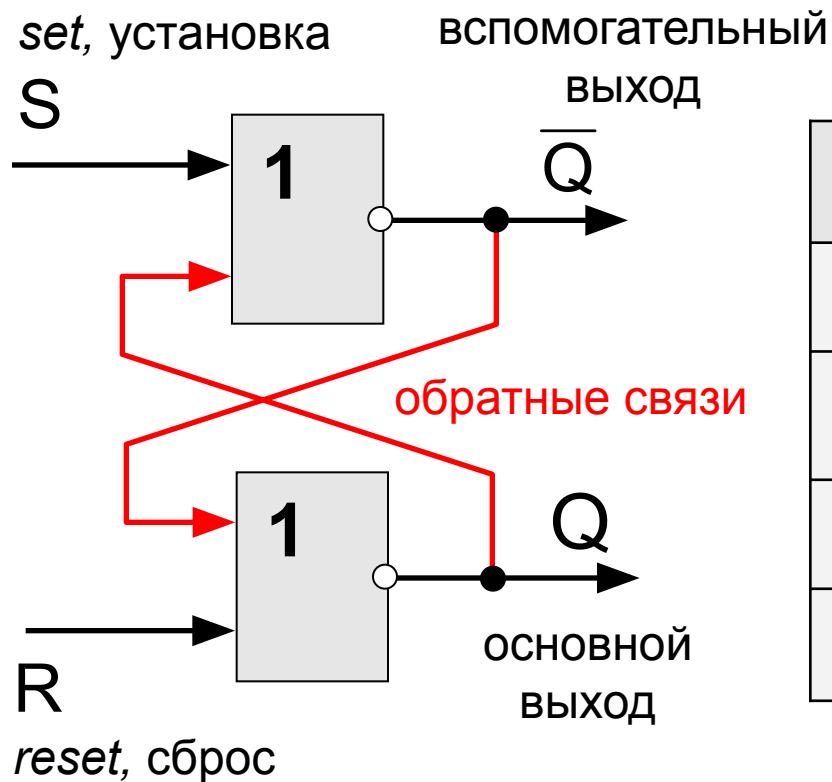 set, установка
вспомогательный
выход
S
1
Q̅
обратные связи
1
Q
основной
выход
R
reset, сброс